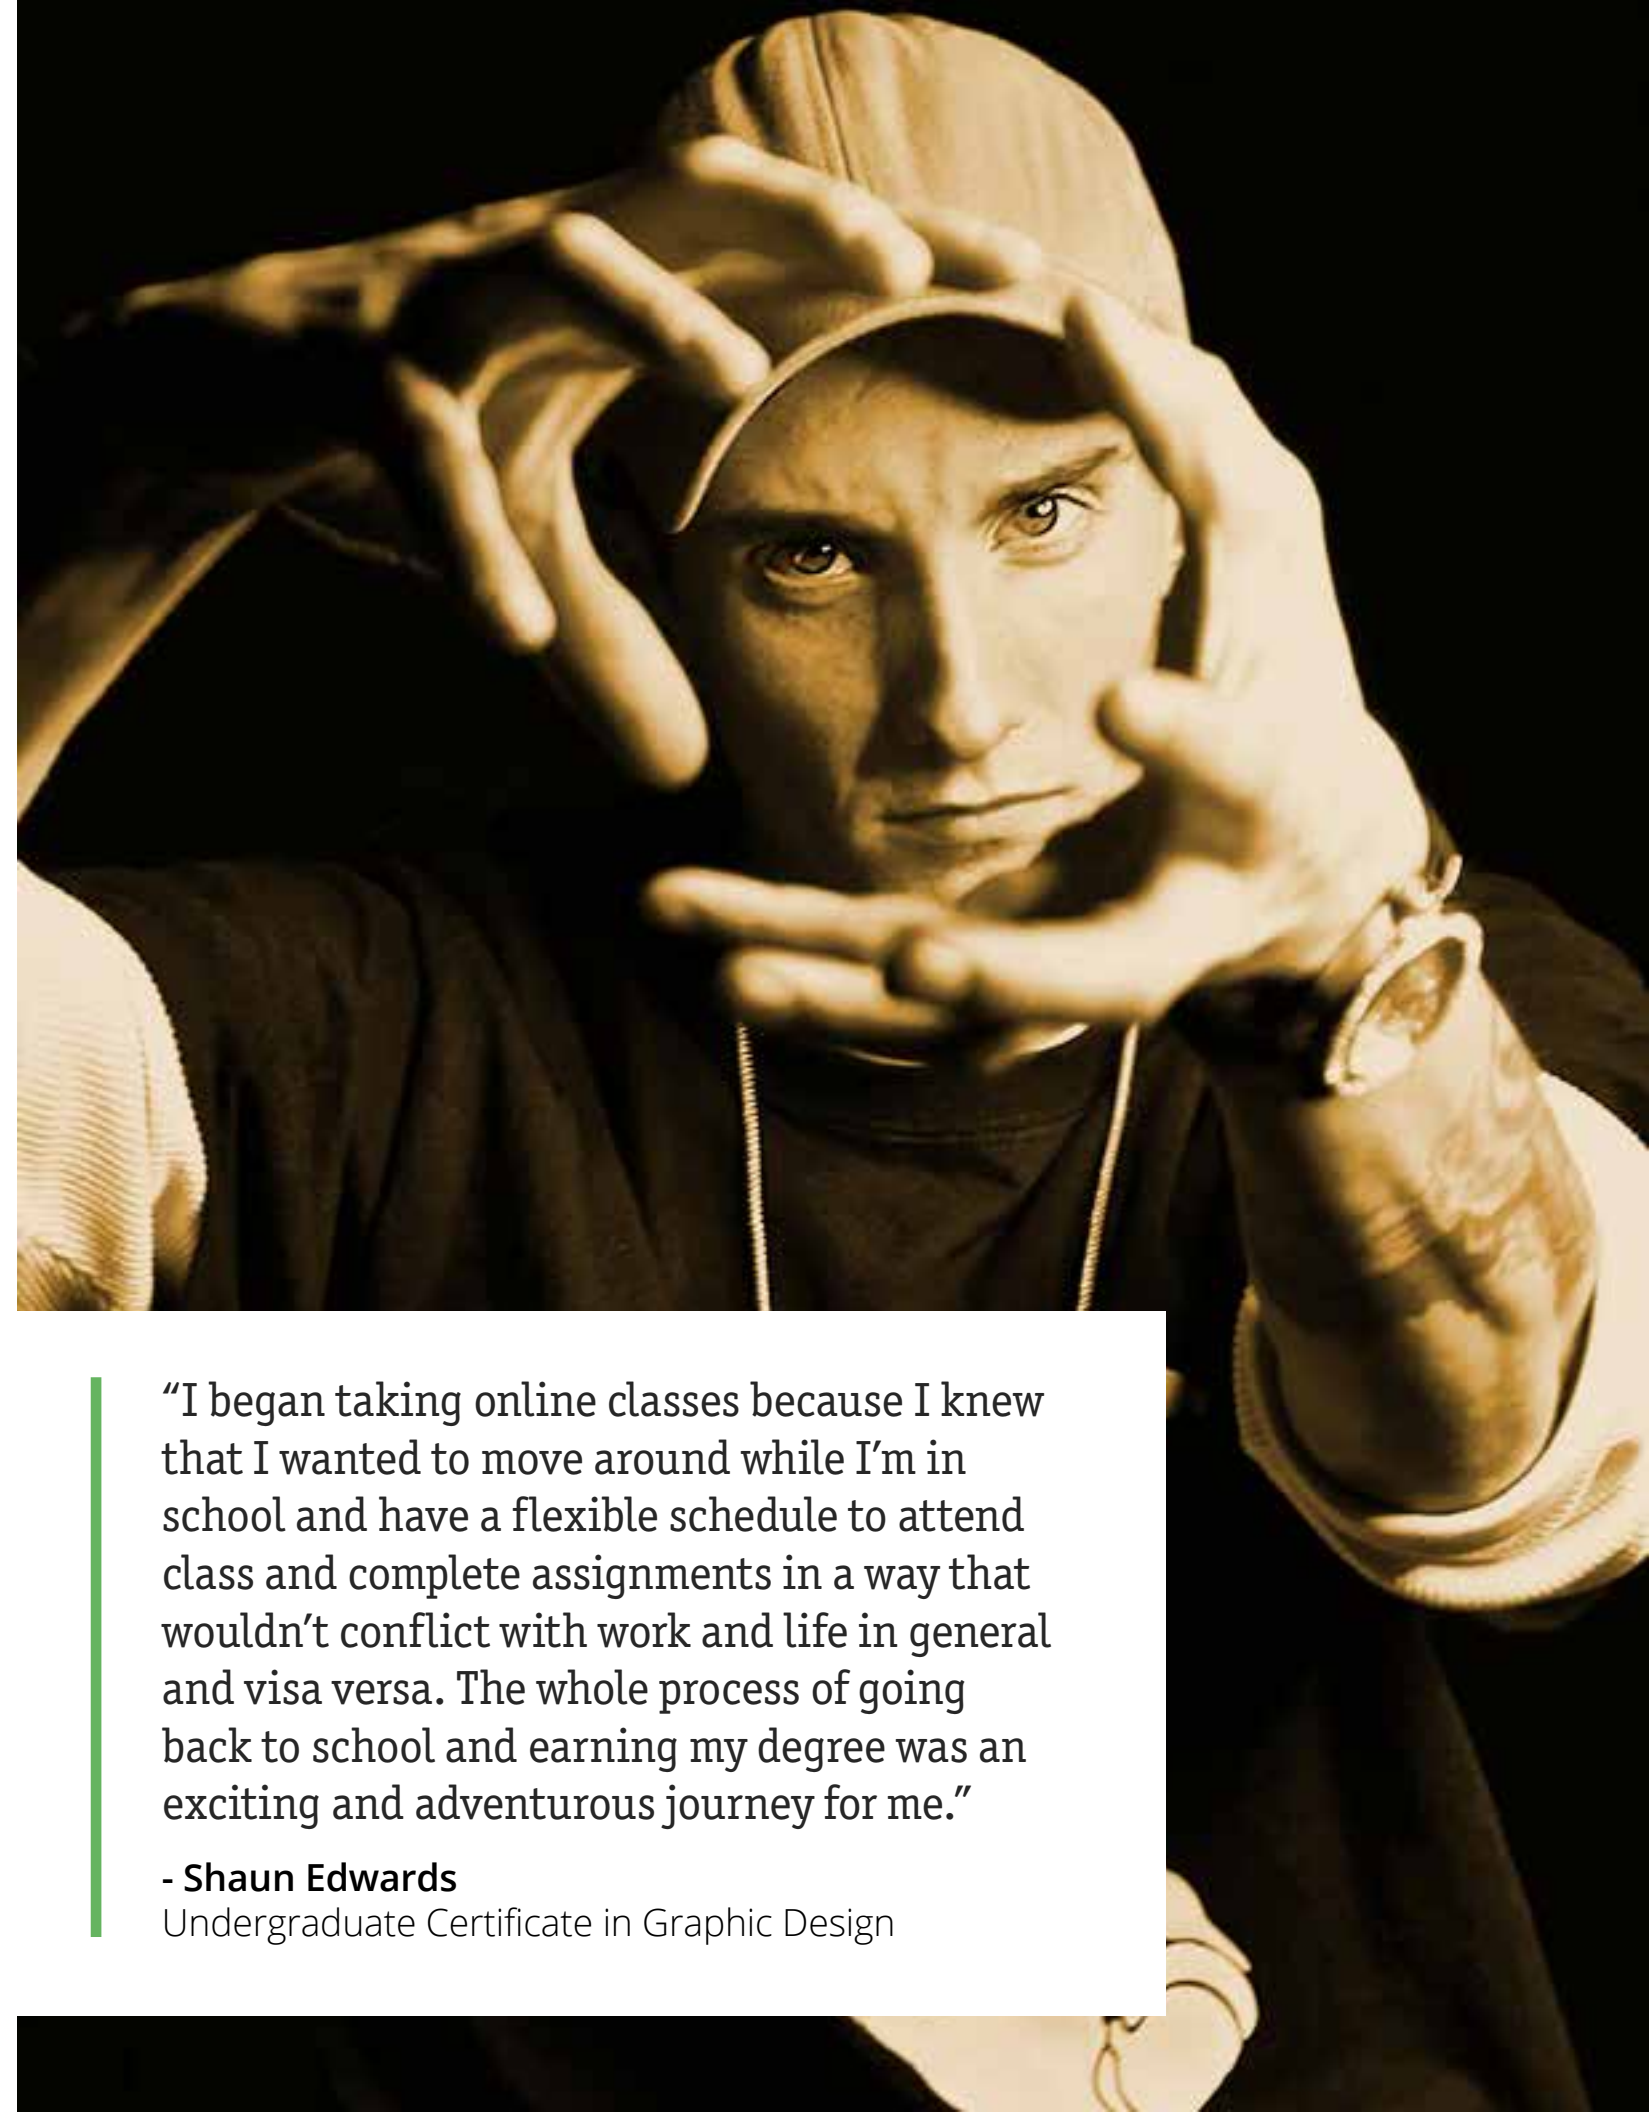 “I began taking online classes because I knew
that I wanted to move around while I’m in
school and have a flexible schedule to attend
class and complete assignments in a way that
wouldn’t conflict with work and life in general
and visa versa. The whole process of going
back to school and earning my degree was an
exciting and adventurous journey for me.”
- Shaun Edwards
Undergraduate Certificate in Graphic Design